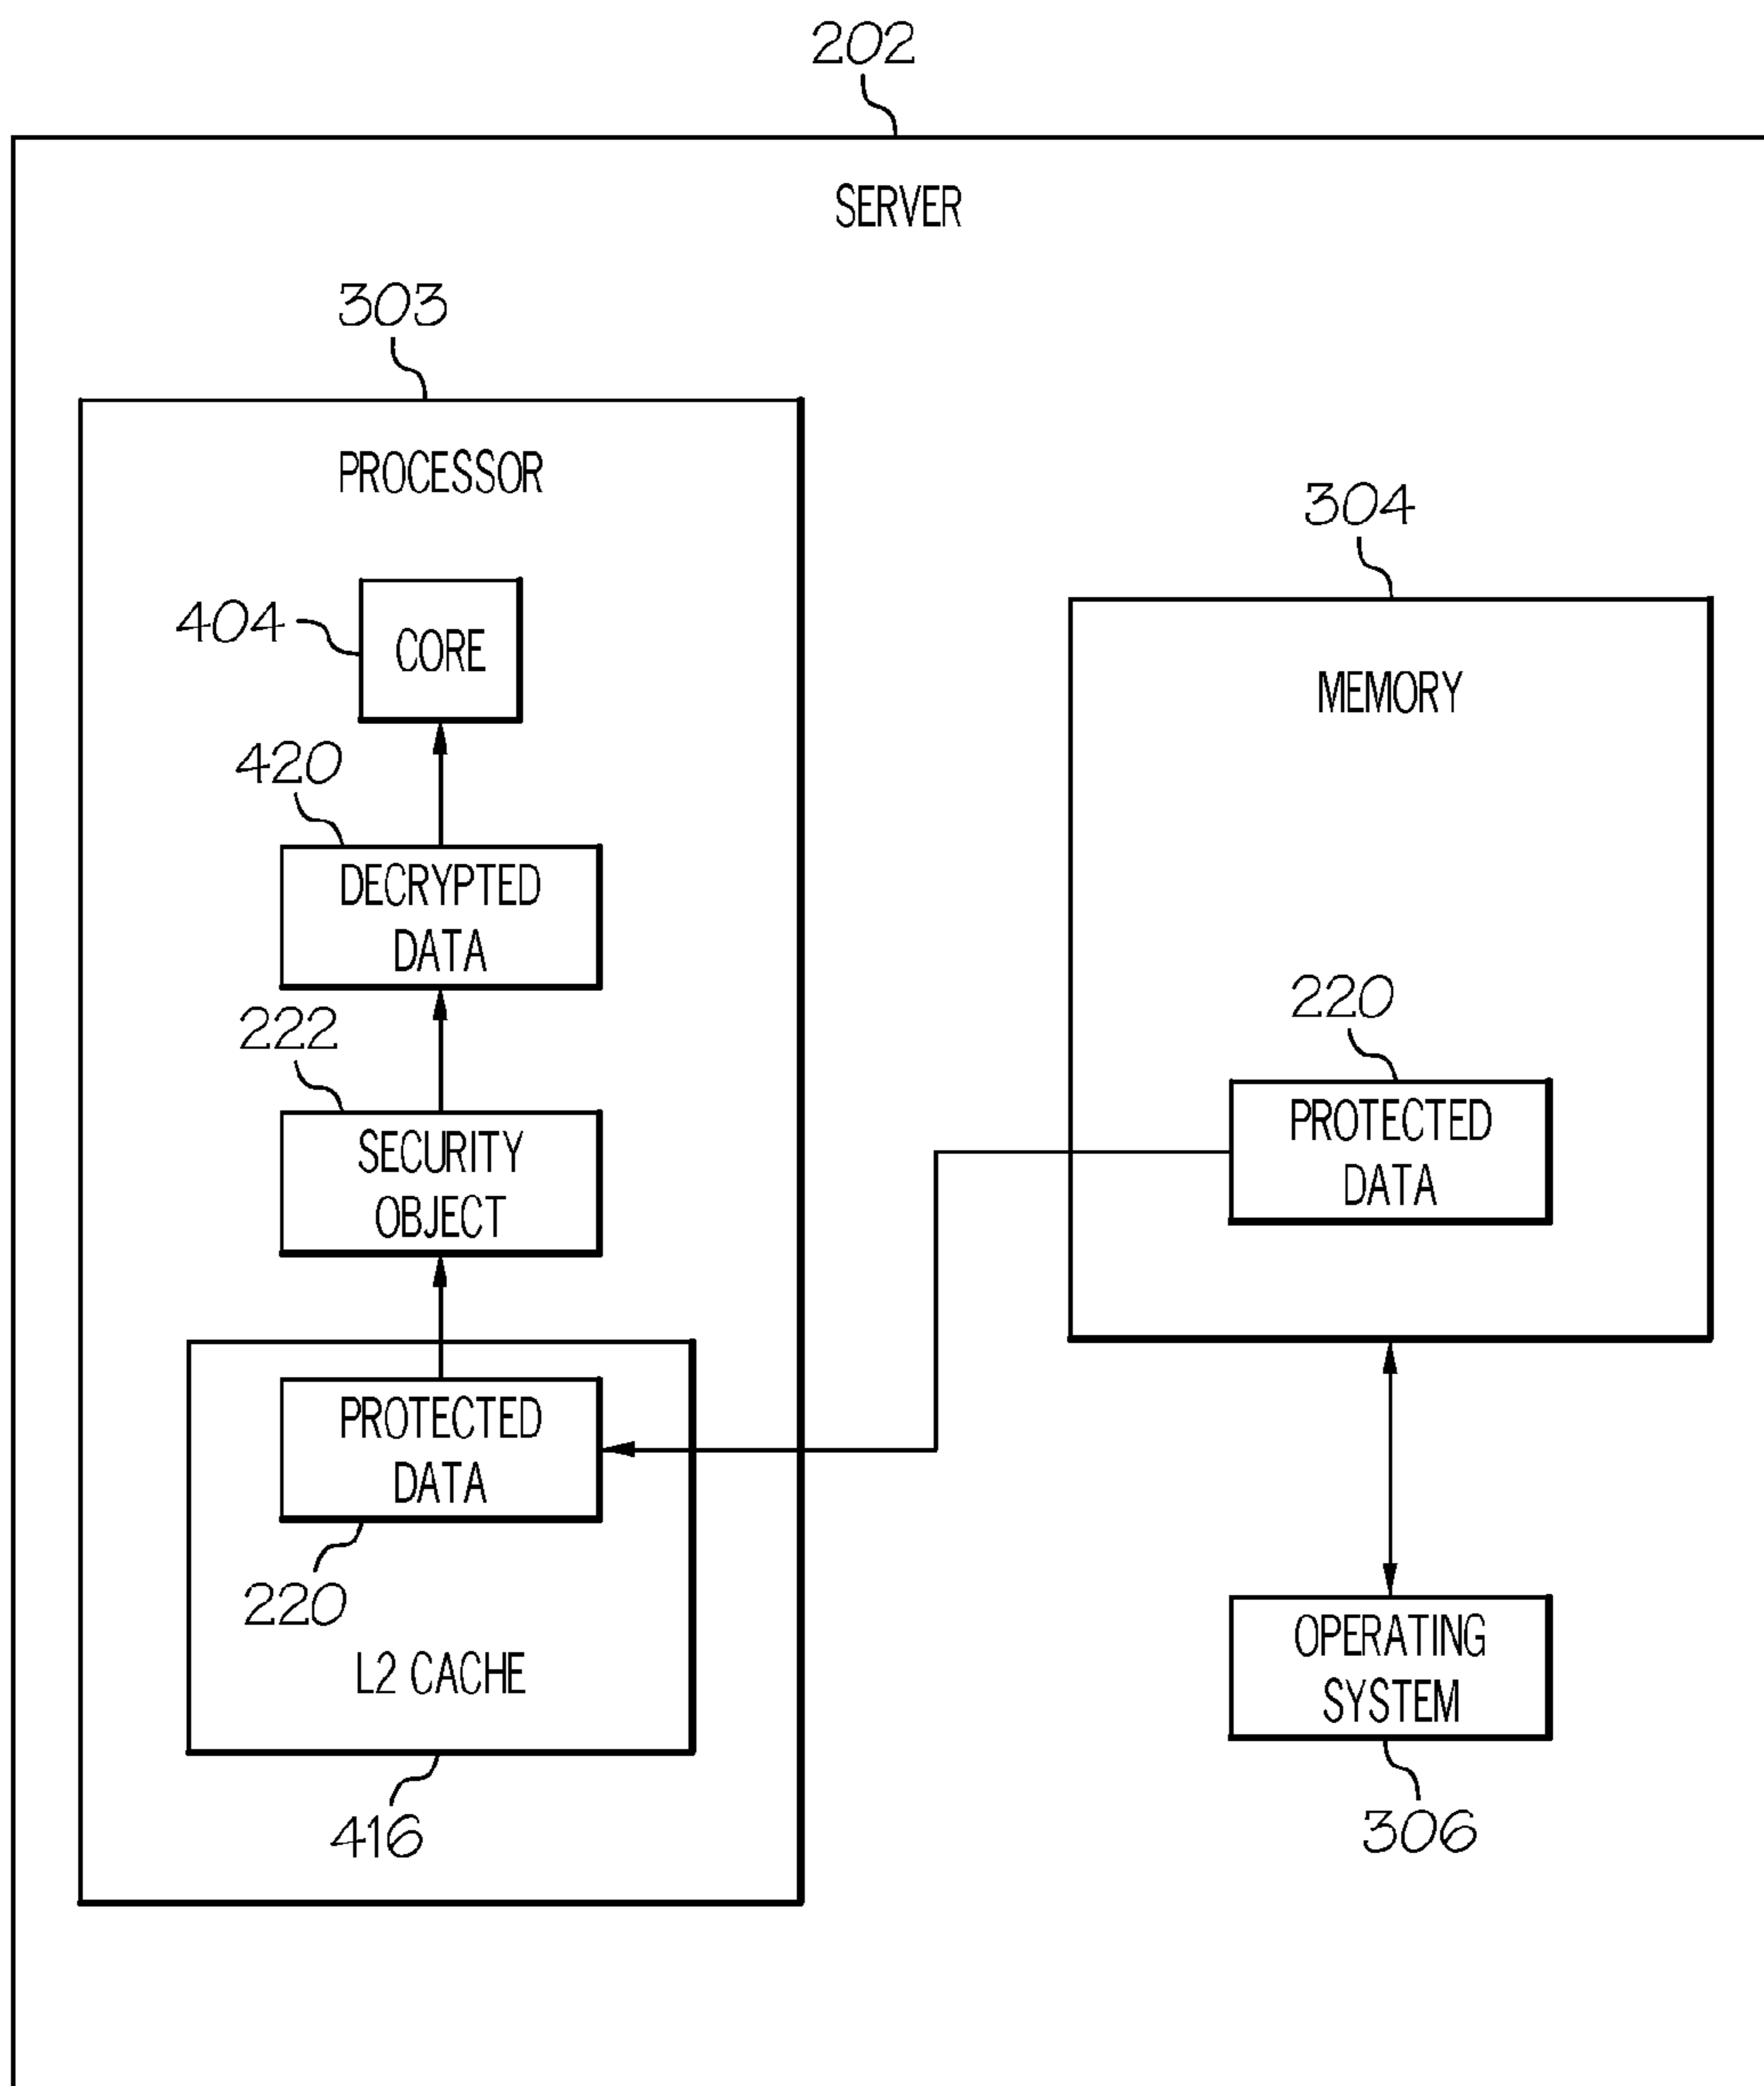 202
SERVER
303
PROCESSOR
304
MEMORY
404
CORE
420
DECRYPTED
DATA
222
SECURITY
OBJECT
220
PROTECTED
DATA
PROTECTED
DATA
220
L2 CACHE
416
OPERATING
SYSTEM
306